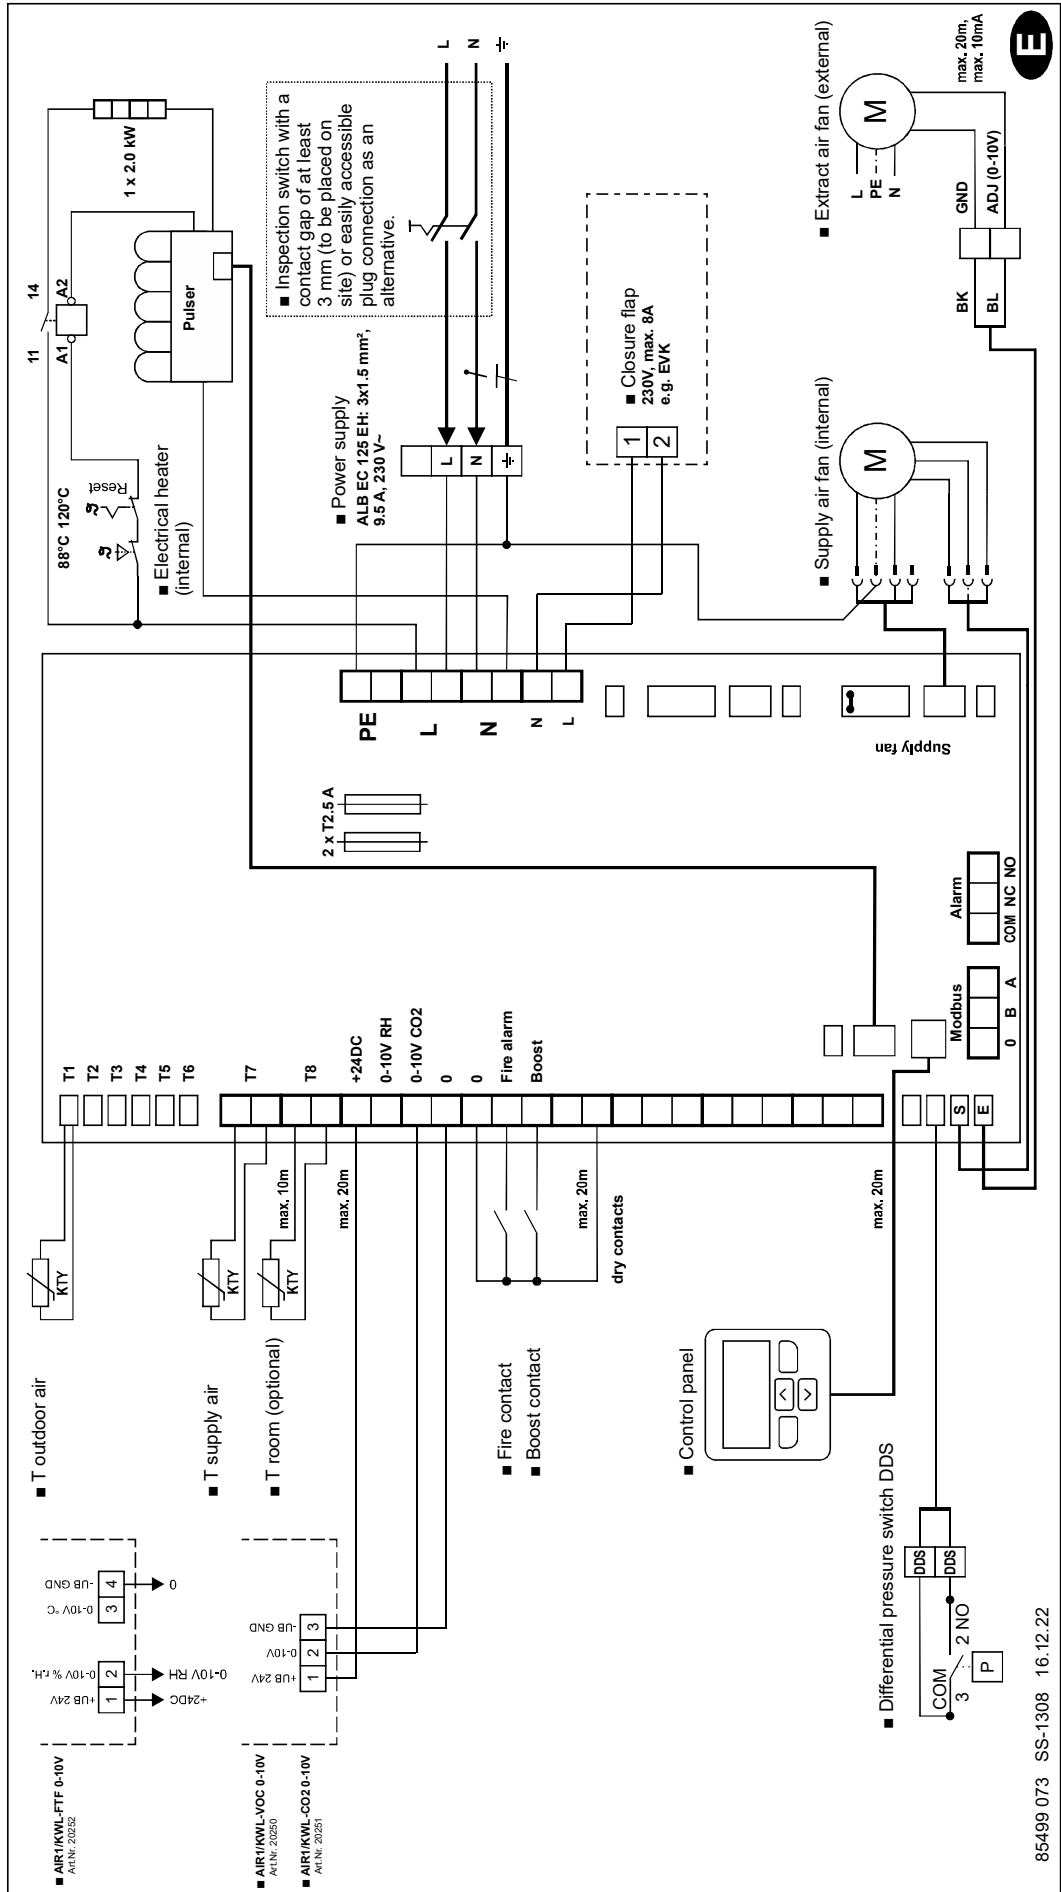 ■ AIR1/KWL-FTF 0-10V
Art.Nr. 20252
+UB 24V
0-10V % r.H.
0-10V °C
-UB GND
1
2
3
4
+24DC
0-10V RH
0
■ AIR1/KWL-VOC 0-10V
Art.Nr. 20250
■ AIR1/KWL-CO2 0-10V
Art.Nr. 20251
+UB 24V
0-10V
-UB GND
1
2
3
■ T outdoor air
KTY
■ T supply air
KTY
max. 10m
■ T room (optional)
KTY
max. 20m
■ Fire contact
■ Boost contact
max. 20m
dry contacts
■ Control panel
max. 20m
■ Differential pressure switch DDS
COM
3
2 NO
P
DDS
DDS
T1
T2
T3
T4
T5
T6
T7
T8
+24DC
0-10V RH
0-10V CO2
0
0
Fire alarm
Boost
S
E
Modbus
0 B A
Alarm
COM NC NO
2 x T2.5 A
PE
L
N
N
L
Supply fan
88°C 120°C
Reset
■ Electrical heater
(internal)
11
14
A1
A2
Pulser
1 x 2.0 kW
■ Power supply
ALB EC 125 EH: 3x1.5 mm²,
9.5 A, 230 V~
L
N
■ Inspection switch with a
contact gap of at least
3 mm (to be placed on
site) or easily accessible
plug connection as an
alternative.
L
N
1
2
■ Closure flap
230V, max. 8A
e.g. EVK
■ Supply air fan (internal)
M
■ Extract air fan (external)
M
L
PE
N
BK
BL
GND
ADJ (0-10V)
max. 20m,
max. 10mA
E
85499 073 SS-1308 16.12.22